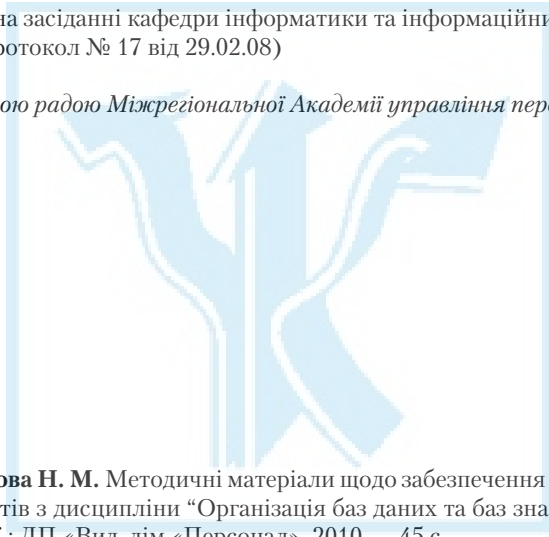 на засіданні кафедри інформатики та інформаційни
ротокол № 17 від 29.02.08)
ою радою Міжрегіональної Академії управління перс
ова Н. М. Методичні матеріали щодо забезпечення
тів з дисципліни “Організація баз даних та баз зна
: ДП «Вид. дім «Персонал», 2010. — 45 с.